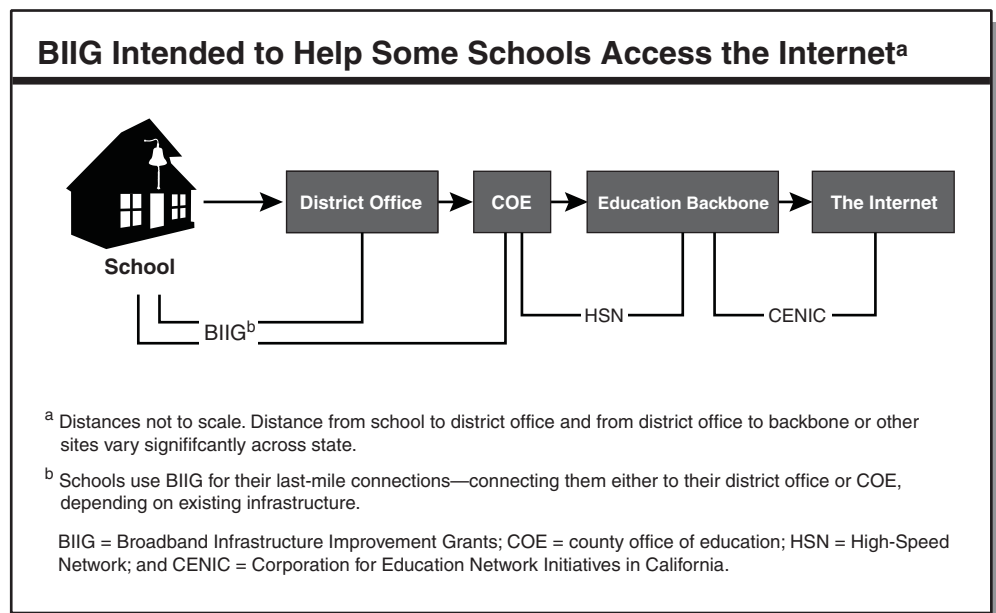 BIIG Intended to Help Some Schools Access the Internetᵃ
District Office
COE
Education Backbone
The Internet
School
BIIGᵇ
HSN
CENIC
ᵃ Distances not to scale. Distance from school to district office and from district office to backbone or other
sites vary signififcantly across state.
ᵇ Schools use BIIG for their last-mile connections—connecting them either to their district office or COE,
depending on existing infrastructure.
BIIG = Broadband Infrastructure Improvement Grants; COE = county office of education; HSN = High-Speed
Network; and CENIC = Corporation for Education Network Initiatives in California.